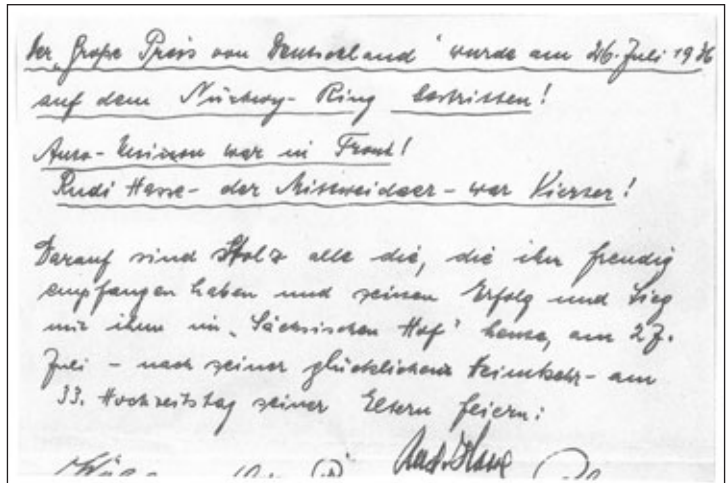 Der „Große Preis von Deutschland“ wurde am 26. Juli 1936
auf dem Nürburg-Ring bestritten!
Auto-Union war in Front!
Rudi Hasse - der Mittweidaer - war Vierter!
Darauf sind Stolz alle die, die ihn freudig
empfangen haben und seinen Erfolg und Sieg
mit ihm im „Sächsischen Hof“ heute, am 27.
Juli - nach seiner glücklichen Heimkehr - am
33. Hochzeitstag seiner Eltern feiern:
Rud. Hasse